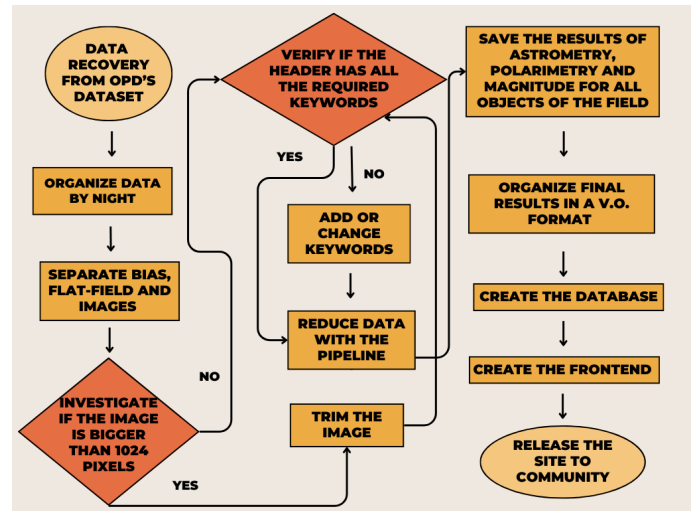 DATA
RECOVERY
FROM OPD'S
DATASET
ORGANIZE DATA
BY NIGHT
SEPARATE BIAS,
FLAT-FIELD AND
IMAGES
INVESTIGATE
IF THE IMAGE
IS BIGGER
THAN 1024
PIXELS
NO
YES
VERIFY IF THE
HEADER HAS ALL
THE REQUIRED
KEYWORDS
YES
NO
ADD OR
CHANGE
KEYWORDS
REDUCE DATA
WITH THE
PIPELINE
TRIM THE
IMAGE
SAVE THE RESULTS OF
ASTROMETRY,
POLARIMETRY AND
MAGNITUDE FOR ALL
OBJECTS OF THE FIELD
ORGANIZE FINAL
RESULTS IN A V.O.
FORMAT
CREATE THE DATABASE
CREATE THE FRONTEND
RELEASE THE
SITE TO
COMMUNITY